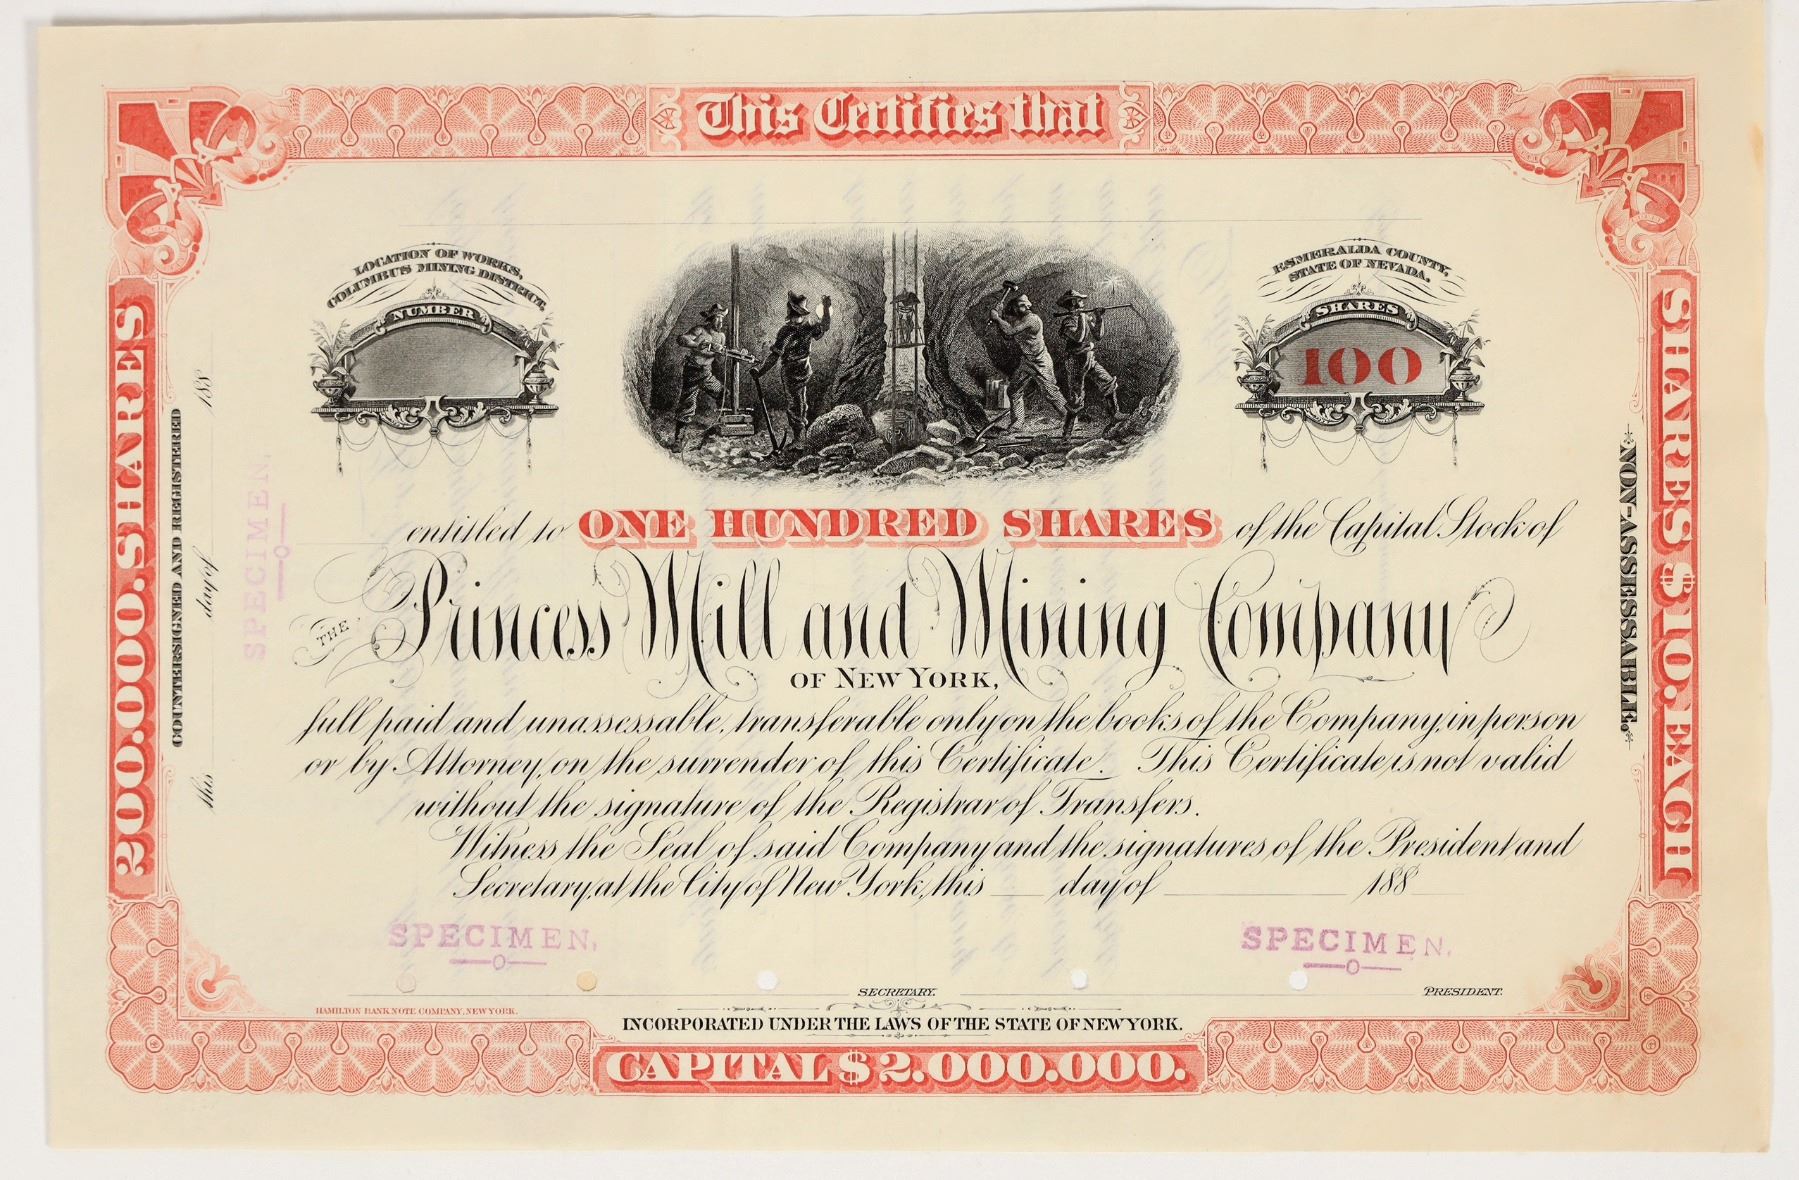 This Certifies that
LOCATION OF WORKS,
COLUMBUS MINING DISTRICT,
NUMBER
ESMERALDA COUNTY,
STATE OF NEVADA.
SHARES
100
200.000. SHARES
COUNTERSIGNED AND REGISTERED
this day of 188
SPECIMEN.
NON-ASSESSABLE.
SHARES $10. EACH
entitled to ONE HUNDRED SHARES of the Capital Stock of
THE Princess Mill and Mining Company
OF NEW YORK,
full paid and unassessable, transferable only on the books of the Company, in person
or by Attorney, on the surrender of this Certificate. This Certificate is not valid
without the signature of the Registrar of Transfers.
Witness the Seal of said Company and the signatures of the President and
Secretary, at the City of New York, this day of 188
SPECIMEN.
SPECIMEN.
SECRETARY.
PRESIDENT.
HAMILTON BANK NOTE COMPANY, NEW YORK.
INCORPORATED UNDER THE LAWS OF THE STATE OF NEW YORK.
CAPITAL $2.000.000.